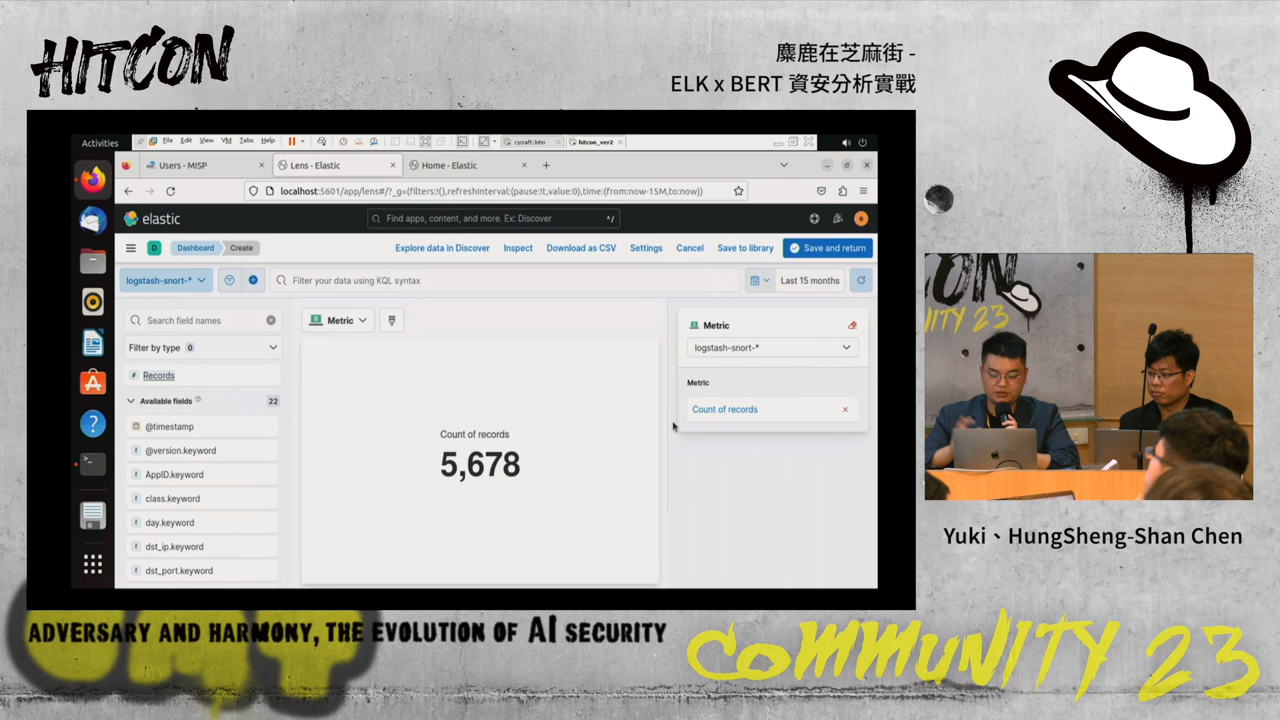 HITCON
麋鹿在芝麻街 -
ELK x BERT 資安分析實戰
Activities
File Edit View VM Tabs Help
cycraft-John
hitcon_ver2
Users - MISP
Lens - Elastic
Home - Elastic
localhost:5601/app/lens#/?_g=(filters:!(),refreshInterval:(pause:!t,value:0),time:(from:now-15M,to:now))
elastic
Find apps, content, and more. Ex: Discover
^/
e
D
Dashboard
Create
Explore data in Discover
Inspect
Download as CSV
Settings
Cancel
Save to library
Save and return
logstash-snort-*
Filter your data using KQL syntax
Last 15 months
Search field names
Metric
Metric
Filter by type 0
logstash-snort-*
Records
Metric
Available fields 22
Count of records
@timestamp
@version.keyword
AppID.keyword
class.keyword
day.keyword
dst_ip.keyword
dst_port.keyword
Count of records
5,678
ITY 23
Yuki、HungSheng-Shan Chen
ADVERSARY AND HARMONY, THE EVOLUTION OF AI SECURITY
COMMUNITY 23